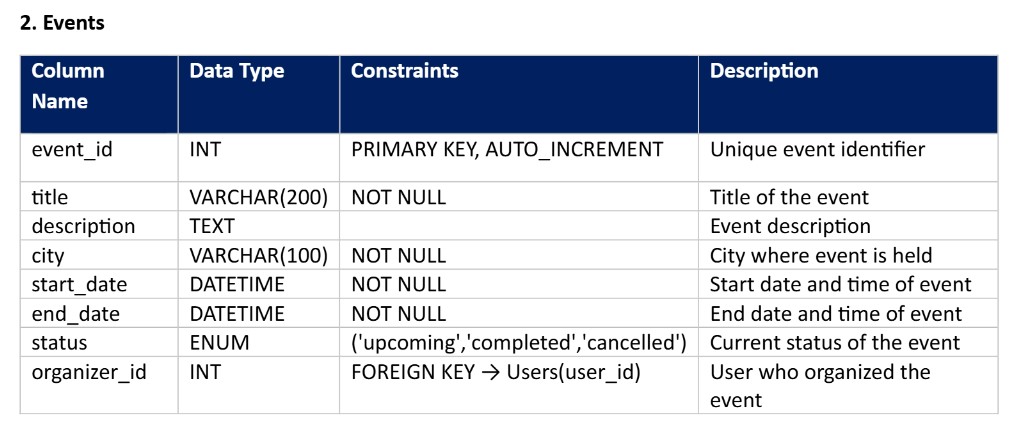 2. Events
Column Name | Data Type | Constraints | Description
event_id | INT | PRIMARY KEY, AUTO_INCREMENT | Unique event identifier
title | VARCHAR(200) | NOT NULL | Title of the event
description | TEXT | | Event description
city | VARCHAR(100) | NOT NULL | City where event is held
start_date | DATETIME | NOT NULL | Start date and time of event
end_date | DATETIME | NOT NULL | End date and time of event
status | ENUM | ('upcoming','completed','cancelled') | Current status of the event
organizer_id | INT | FOREIGN KEY → Users(user_id) | User who organized the event